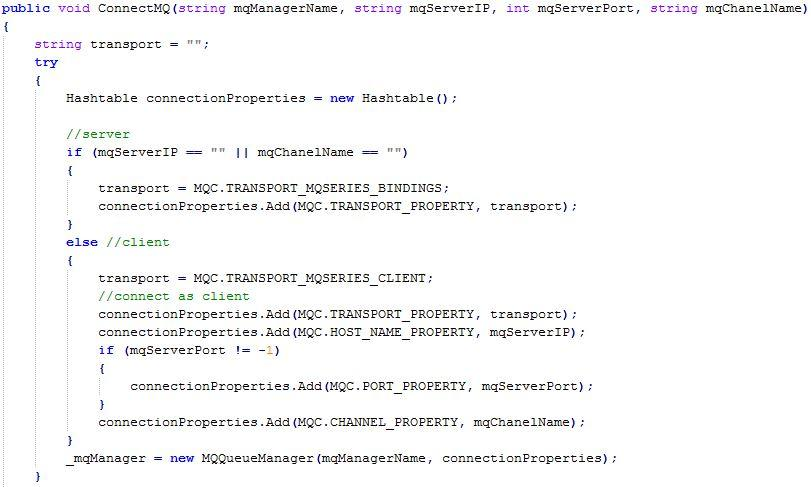 public void ConnectMQ(string mqManagerName, string mqServerIP, int mqServerPort, string mqChanelName)
{
    string transport = "";
    try
    {
        Hashtable connectionProperties = new Hashtable();

        //server
        if (mqServerIP == "" || mqChanelName == "")
        {
            transport = MQC.TRANSPORT_MQSERIES_BINDINGS;
            connectionProperties.Add(MQC.TRANSPORT_PROPERTY, transport);
        }
        else //client
        {
            transport = MQC.TRANSPORT_MQSERIES_CLIENT;
            //connect as client
            connectionProperties.Add(MQC.TRANSPORT_PROPERTY, transport);
            connectionProperties.Add(MQC.HOST_NAME_PROPERTY, mqServerIP);
            if (mqServerPort != -1)
            {
                connectionProperties.Add(MQC.PORT_PROPERTY, mqServerPort);
            }
            connectionProperties.Add(MQC.CHANNEL_PROPERTY, mqChanelName);
        }
        _mqManager = new MQQueueManager(mqManagerName, connectionProperties);
    }